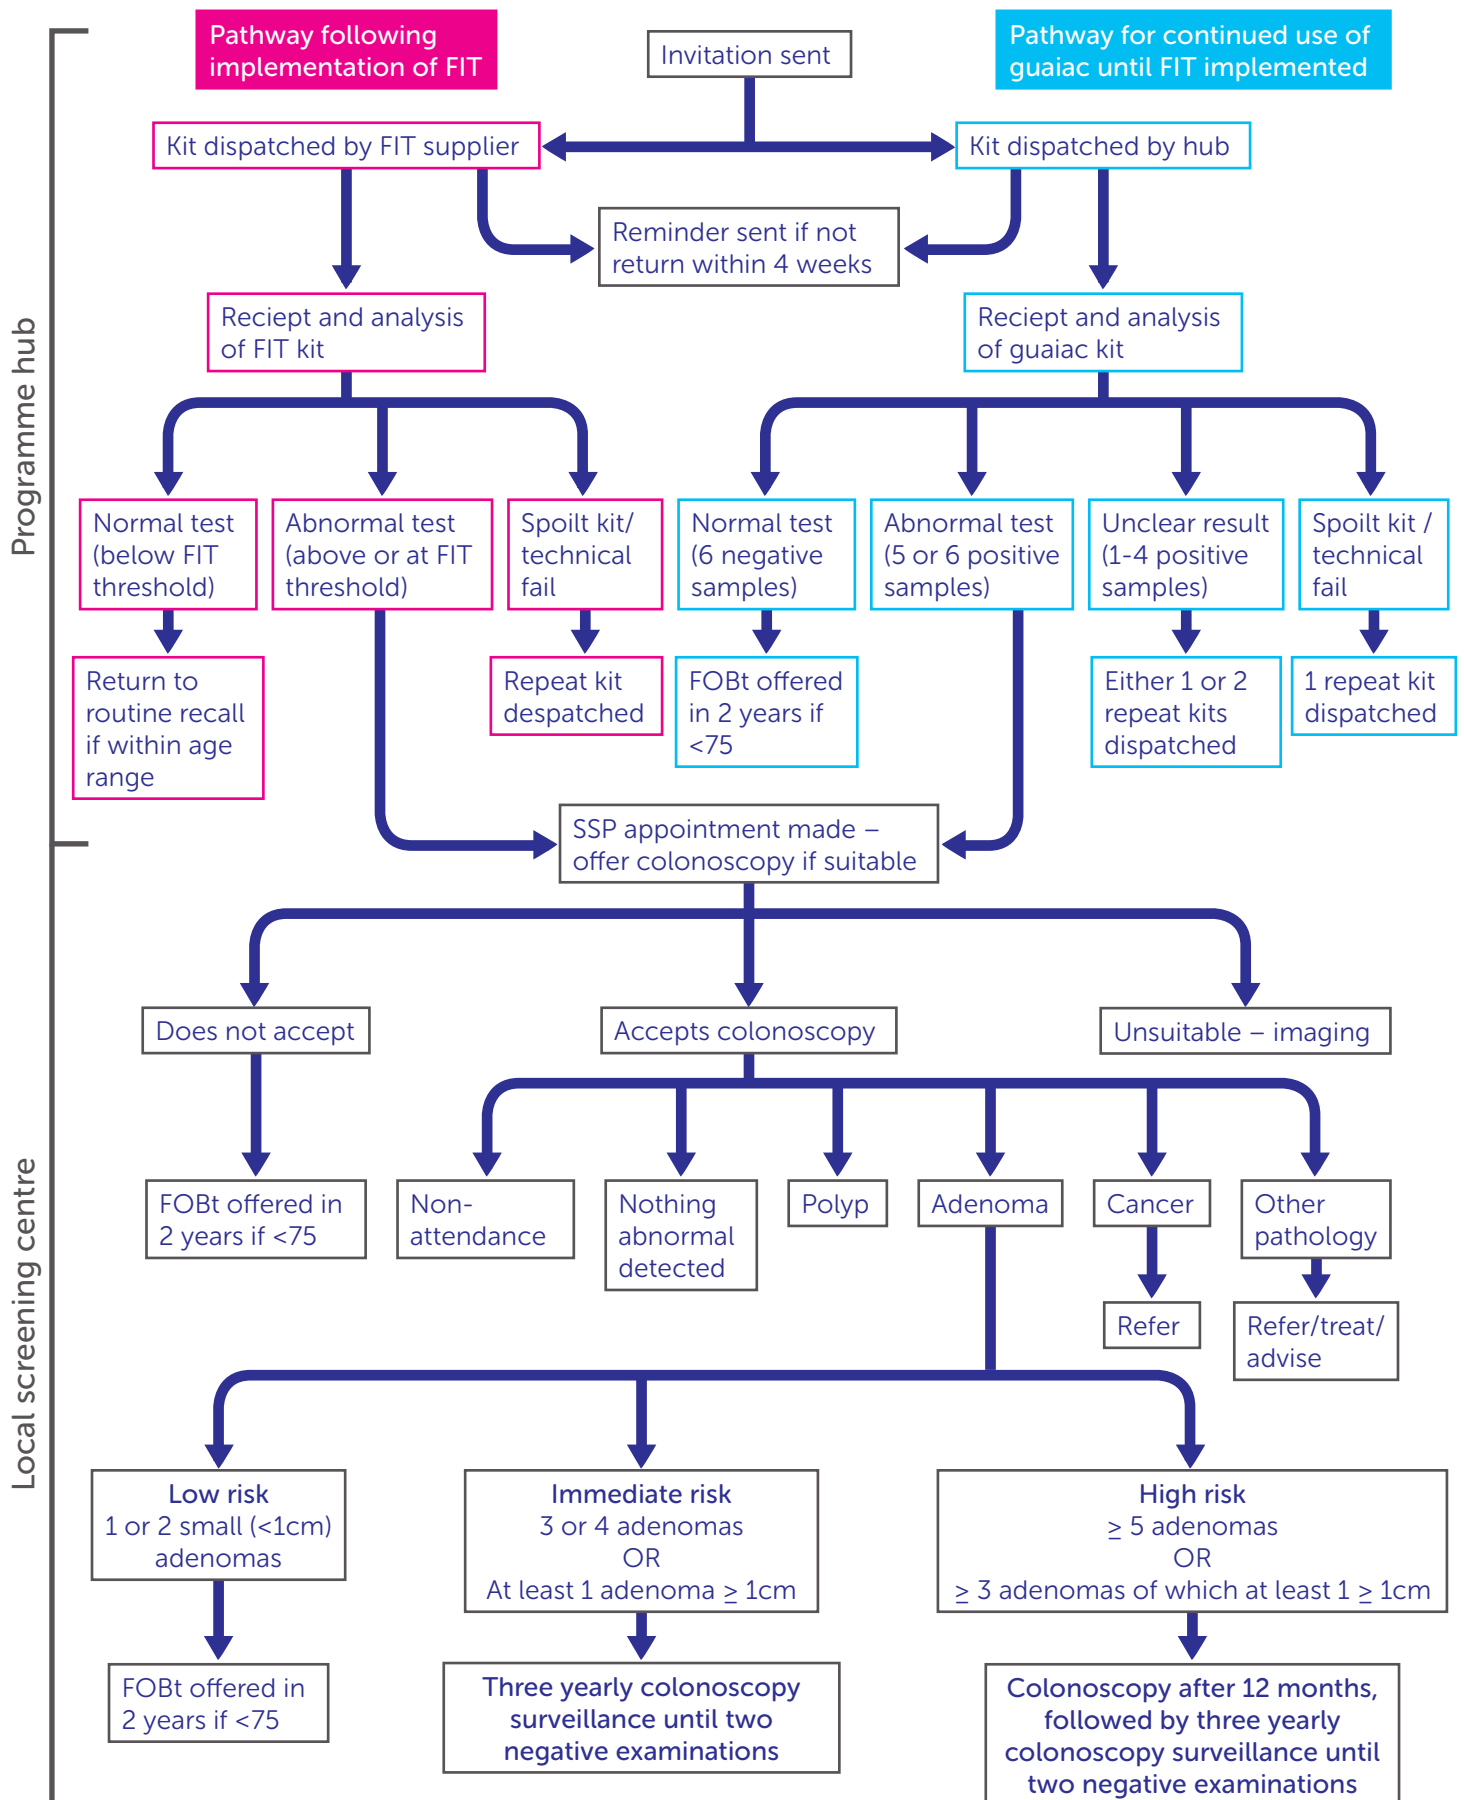 Pathway following
implementation of FIT
Invitation sent
Pathway for continued use of
guaiac until FIT implemented
Kit dispatched by FIT supplier
Kit dispatched by hub
Reminder sent if not
return within 4 weeks
Reciept and analysis
of FIT kit
Reciept and analysis
of guaiac kit
Programme hub
Normal test
(below FIT
threshold)
Abnormal test
(above or at FIT
threshold)
Spoilt kit/
technical
fail
Normal test
(6 negative
samples)
Abnormal test
(5 or 6 positive
samples)
Unclear result
(1-4 positive
samples)
Spoilt kit /
technical
fail
Return to
routine recall
if within age
range
Repeat kit
despatched
FOBt offered
in 2 years if
<75
Either 1 or 2
repeat kits
dispatched
1 repeat kit
dispatched
SSP appointment made –
offer colonoscopy if suitable
Local screening centre
Does not accept
Accepts colonoscopy
Unsuitable – imaging
FOBt offered in
2 years if <75
Non-
attendance
Nothing
abnormal
detected
Polyp
Adenoma
Cancer
Other
pathology
Refer
Refer/treat/
advise
Low risk
1 or 2 small (<1cm)
adenomas
Immediate risk
3 or 4 adenomas
OR
At least 1 adenoma ≥ 1cm
High risk
≥ 5 adenomas
OR
≥ 3 adenomas of which at least 1 ≥ 1cm
FOBt offered in
2 years if <75
Three yearly colonoscopy
surveillance until two
negative examinations
Colonoscopy after 12 months,
followed by three yearly
colonoscopy surveillance until
two negative examinations